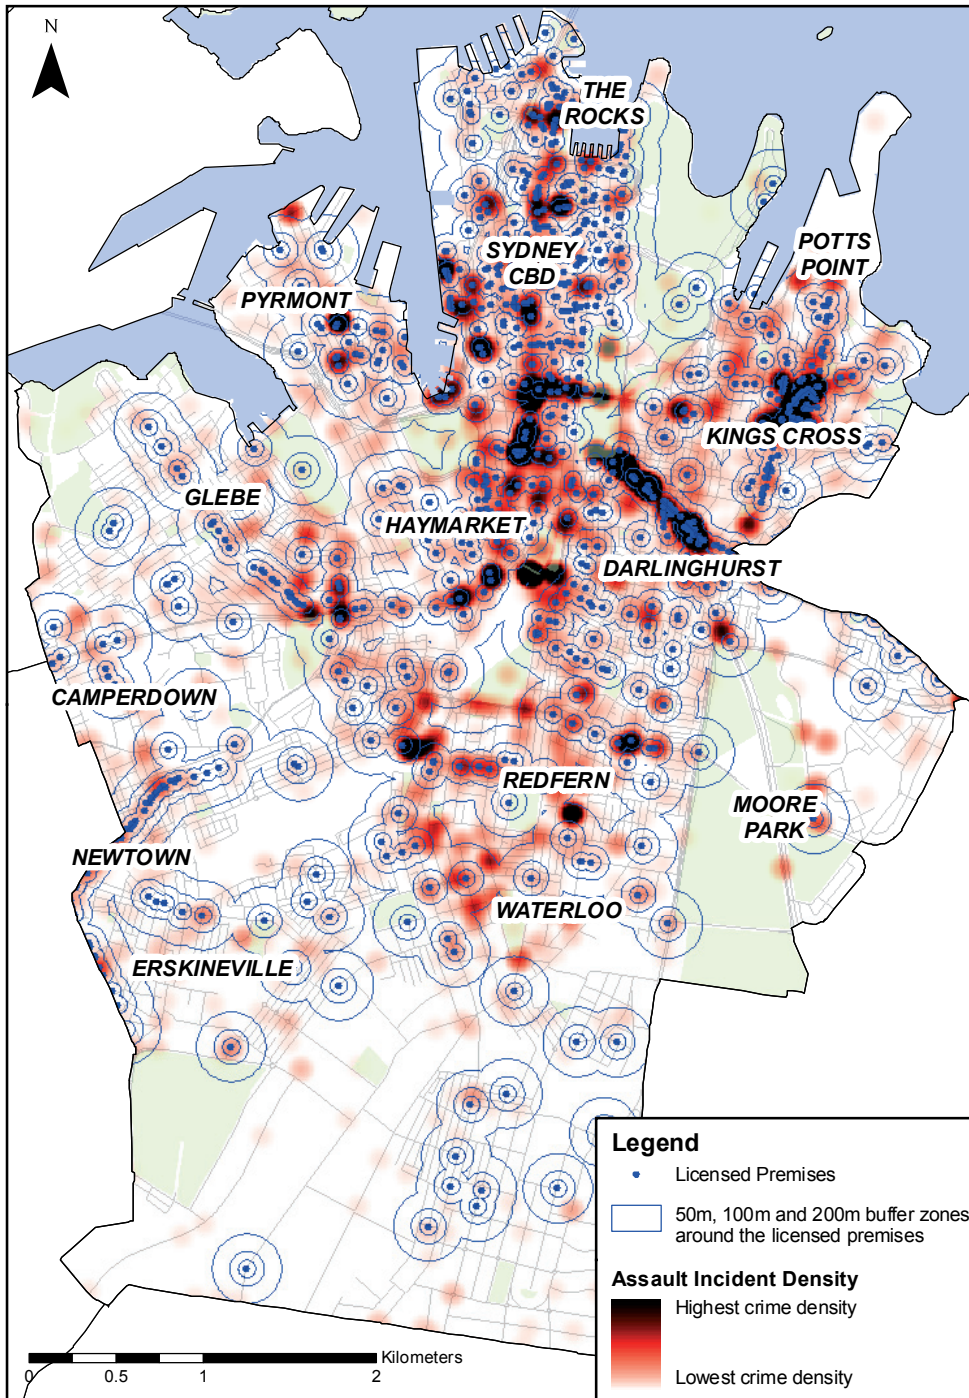 N
THE
ROCKS
POTTS
POINT
SYDNEY
CBD
PYRMONT
KINGS CROSS
GLEBE
HAYMARKET
DARLINGHURST
CAMPERDOWN
REDFERN
MOORE
PARK
NEWTOWN
WATERLOO
ERSKINEVILLE
Legend
Licensed Premises
50m, 100m and 200m buffer zones
around the licensed premises
Assault Incident Density
Highest crime density
Lowest crime density
Kilometers
0 0.5 1 2